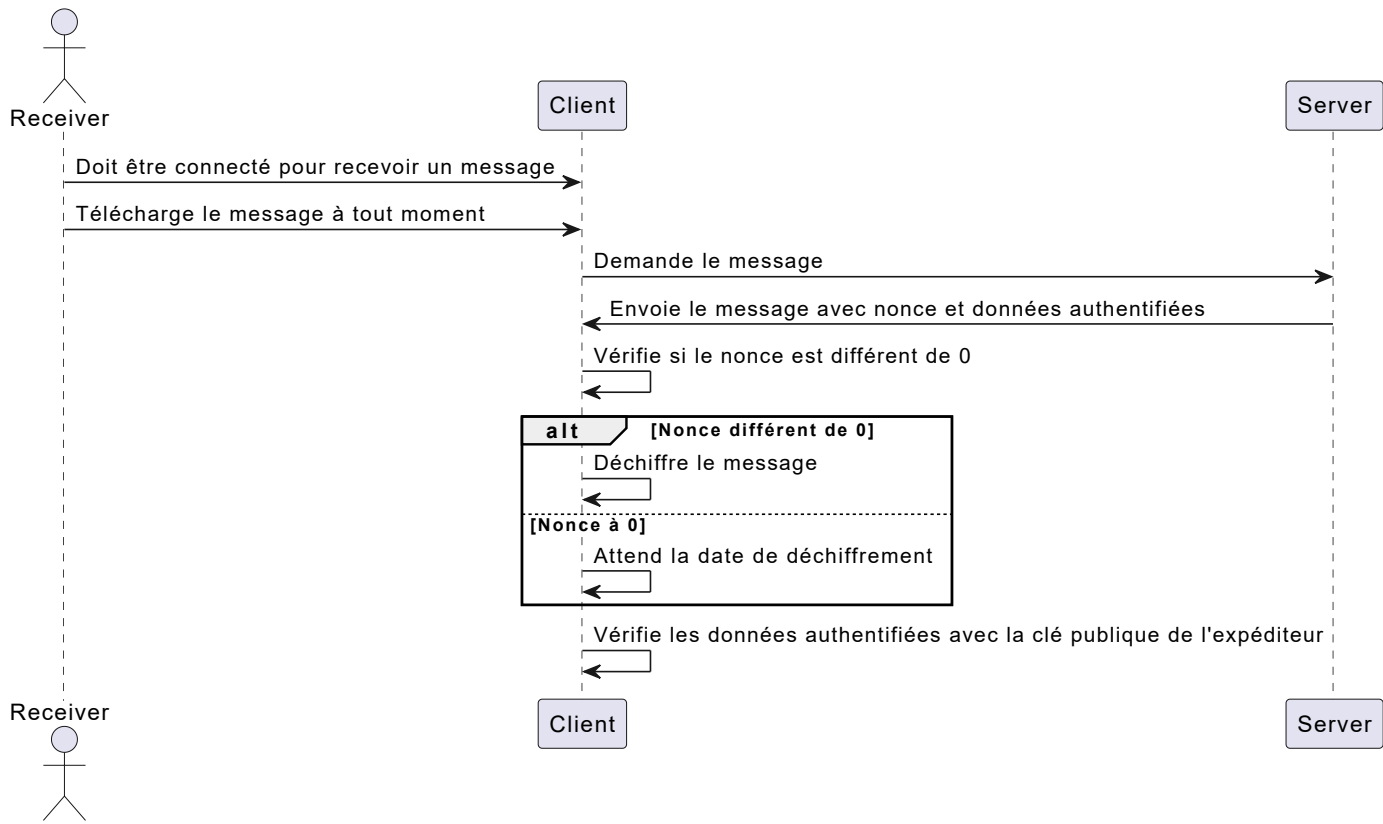 Receiver
Client
Server
Doit être connecté pour recevoir un message
Télécharge le message à tout moment
Demande le message
Envoie le message avec nonce et données authentifiées
Vérifie si le nonce est différent de 0
alt [Nonce différent de 0]
Déchiffre le message
[Nonce à 0]
Attend la date de déchiffrement
Vérifie les données authentifiées avec la clé publique de l'expéditeur
Receiver
Client
Server